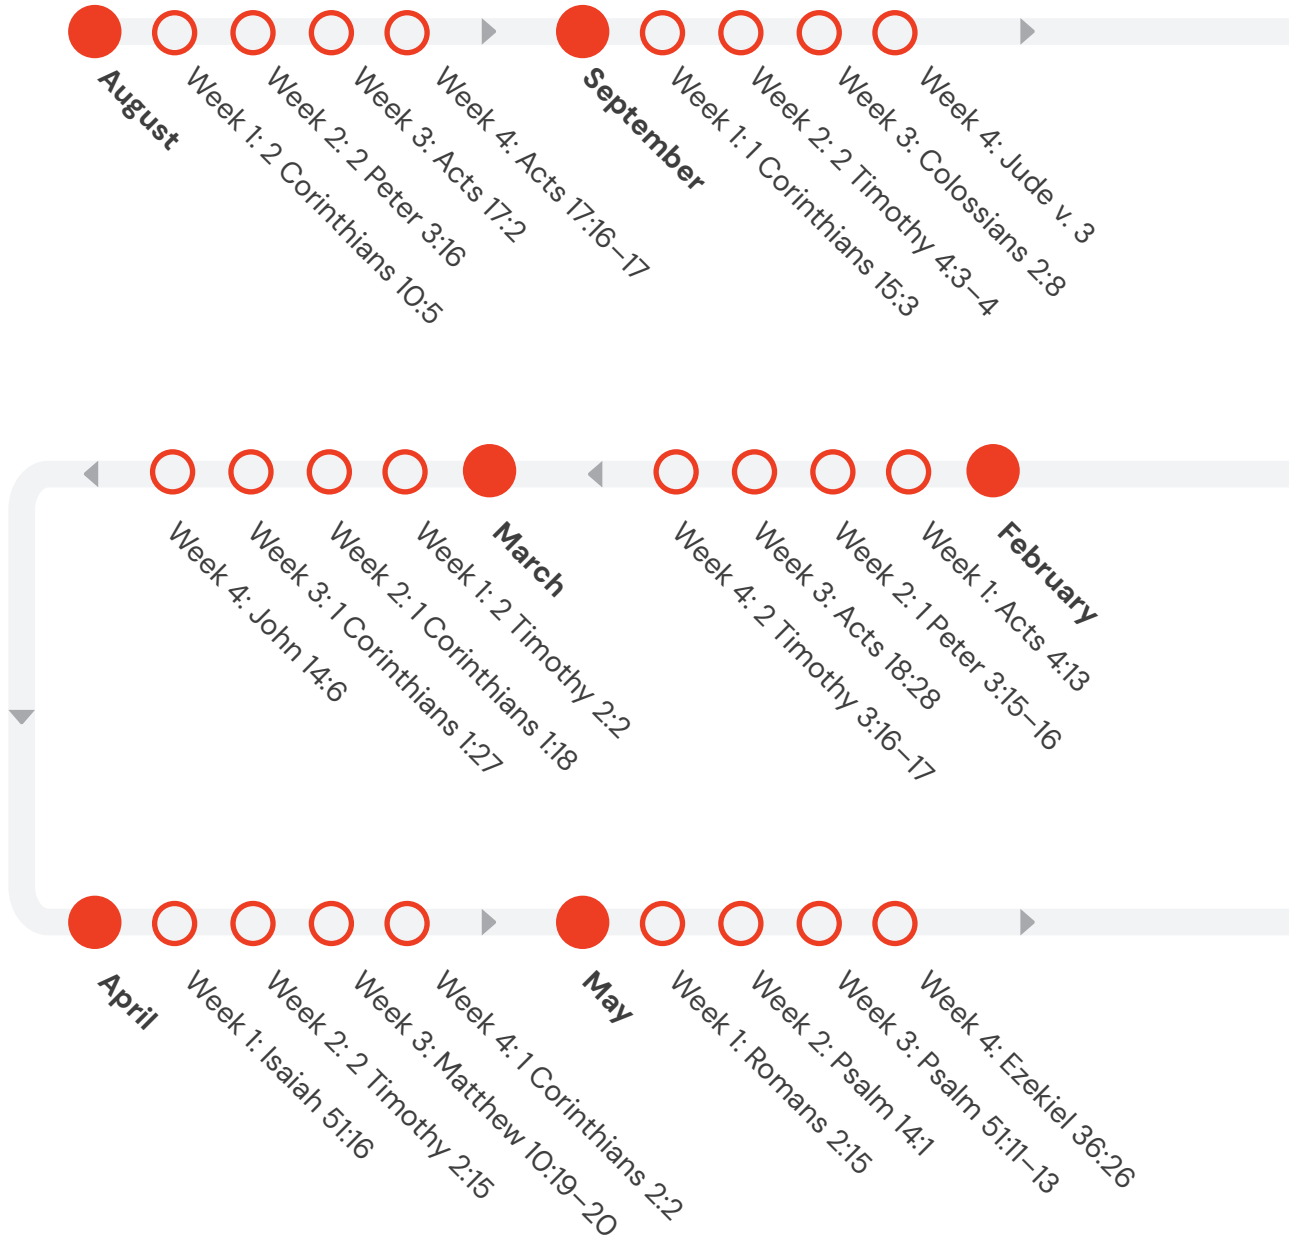 August
Week 1: 2 Corinthians 10:5
Week 2: 2 Peter 3:16
Week 3: Acts 17:2
Week 4: Acts 17:16–17
September
Week 1: 1 Corinthians 15:3
Week 2: 2 Timothy 4:3–4
Week 3: Colossians 2:8
Week 4: Jude v. 3
February
Week 1: Acts 4:13
Week 2: 1 Peter 3:15–16
Week 3: Acts 18:28
Week 4: 2 Timothy 3:16–17
March
Week 1: 2 Timothy 2:2
Week 2: 1 Corinthians 1:18
Week 3: 1 Corinthians 1:27
Week 4: John 14:6
April
Week 1: Isaiah 51:16
Week 2: 2 Timothy 2:15
Week 3: Matthew 10:19–20
Week 4: 1 Corinthians 2:2
May
Week 1: Romans 2:15
Week 2: Psalm 14:1
Week 3: Psalm 51:11–13
Week 4: Ezekiel 36:26